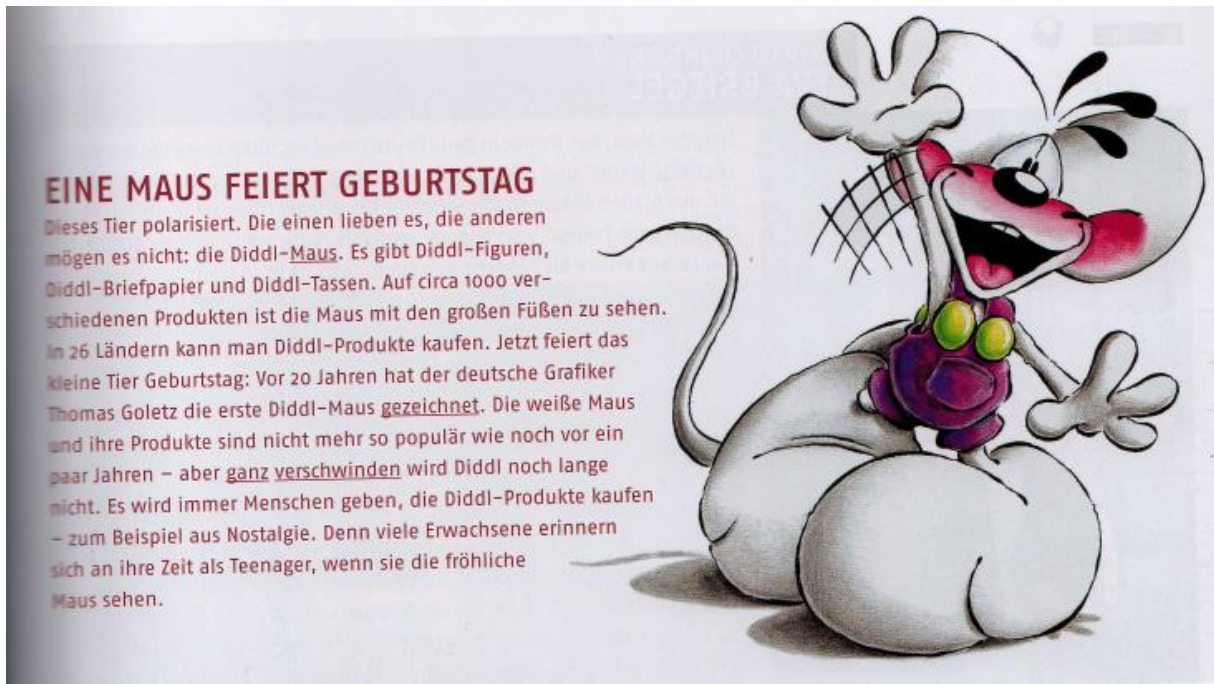 EINE MAUS FEIERT GEBURTSTAG
Dieses Tier polarisiert. Die einen lieben es, die anderen
mögen es nicht: die Diddl-Maus. Es gibt Diddl-Figuren,
Diddl-Briefpapier und Diddl-Tassen. Auf circa 1000 ver-
schiedenen Produkten ist die Maus mit den großen Füßen zu sehen.
In 26 Ländern kann man Diddl-Produkte kaufen. Jetzt feiert das
kleine Tier Geburtstag: Vor 20 Jahren hat der deutsche Grafiker
Thomas Goletz die erste Diddl-Maus gezeichnet. Die weiße Maus
und ihre Produkte sind nicht mehr so populär wie noch vor ein
paar Jahren – aber ganz verschwinden wird Diddl noch lange
nicht. Es wird immer Menschen geben, die Diddl-Produkte kaufen
– zum Beispiel aus Nostalgie. Denn viele Erwachsene erinnern
sich an ihre Zeit als Teenager, wenn sie die fröhliche
Maus sehen.